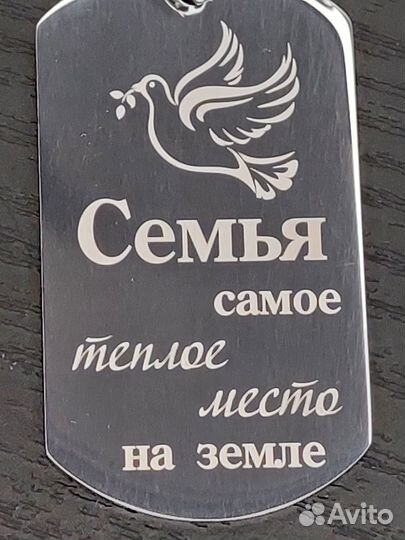 Семья
самое
теплое
место
на земле
Avito